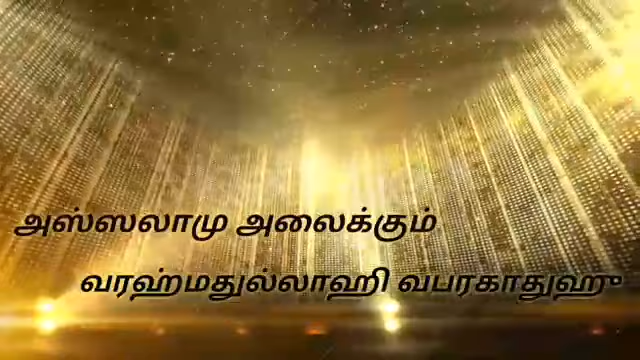 அஸ்ஸலாமு அலைக்கும்
வரஹ்மதுல்லாஹி வபரகாதுஹு